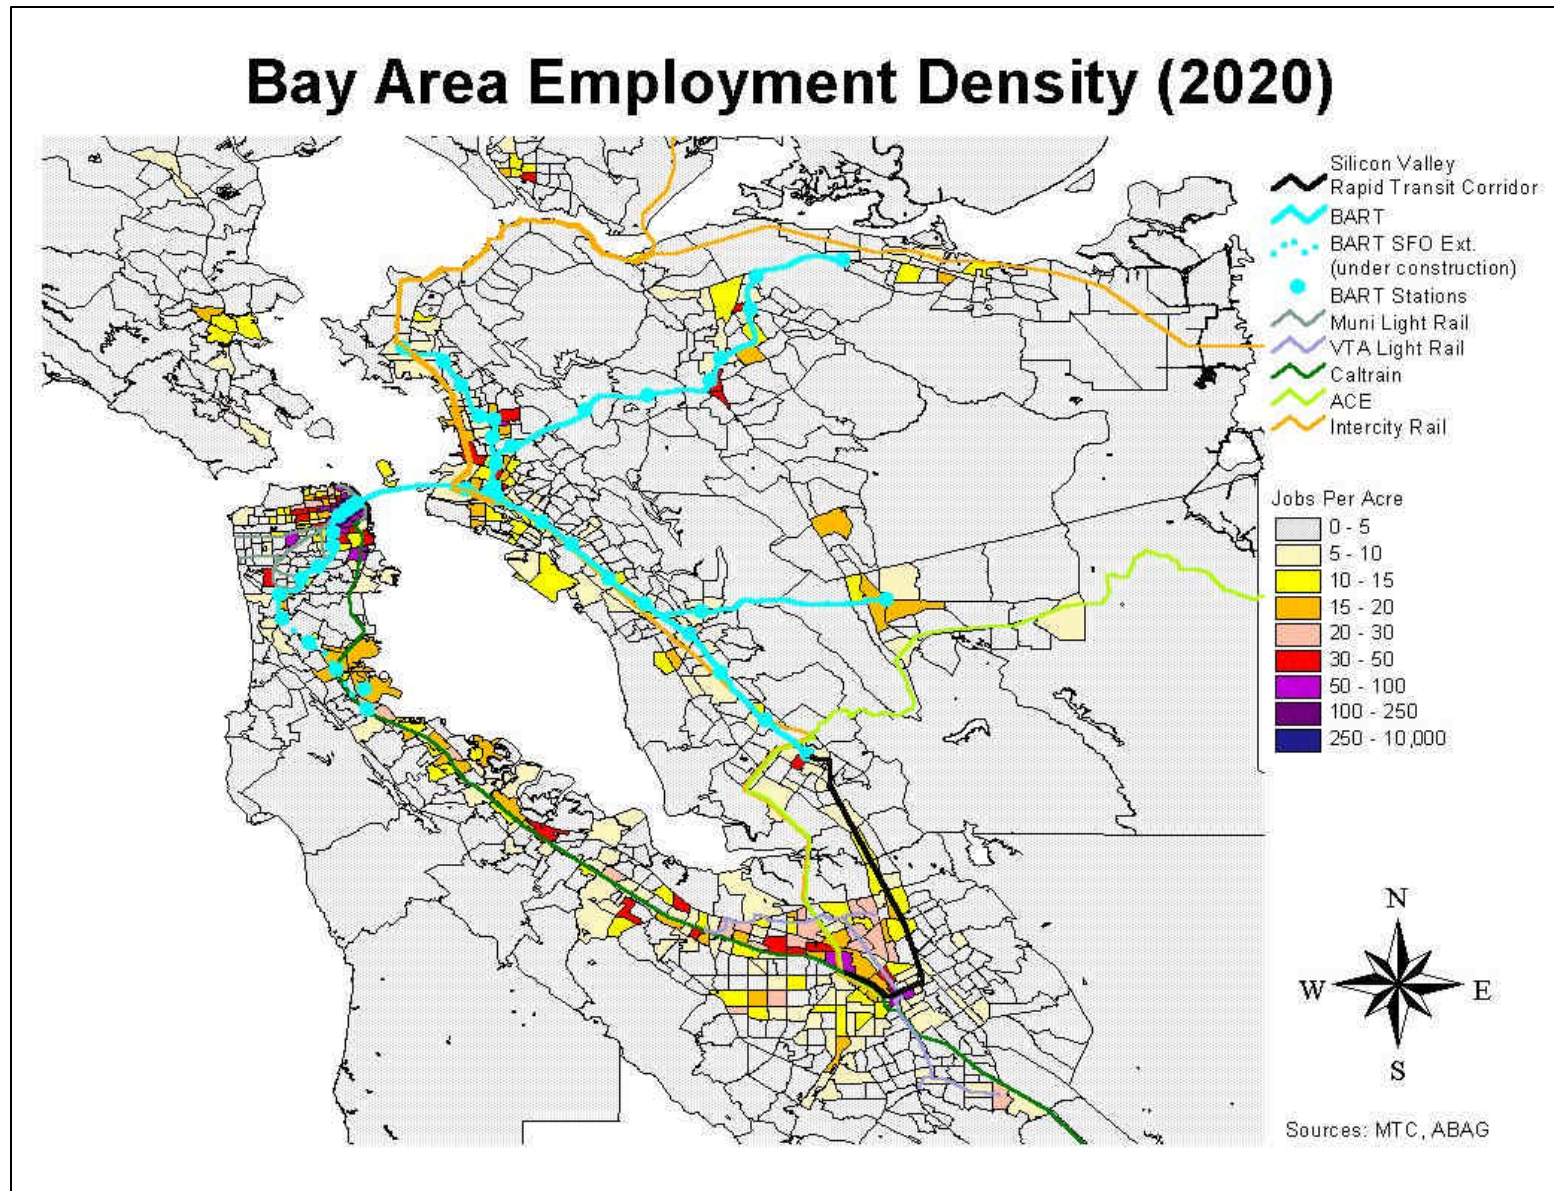 Bay Area Employment Density (2020)
Silicon Valley
Rapid Transit Corridor
BART
BART SFO Ext.
(under construction)
BART Stations
Muni Light Rail
VTA Light Rail
Caltrain
ACE
Intercity Rail
Jobs Per Acre
0 - 5
5 - 10
10 - 15
15 - 20
20 - 30
30 - 50
50 - 100
100 - 250
250 - 10,000
N
W E
S
Sources: MTC, ABAG